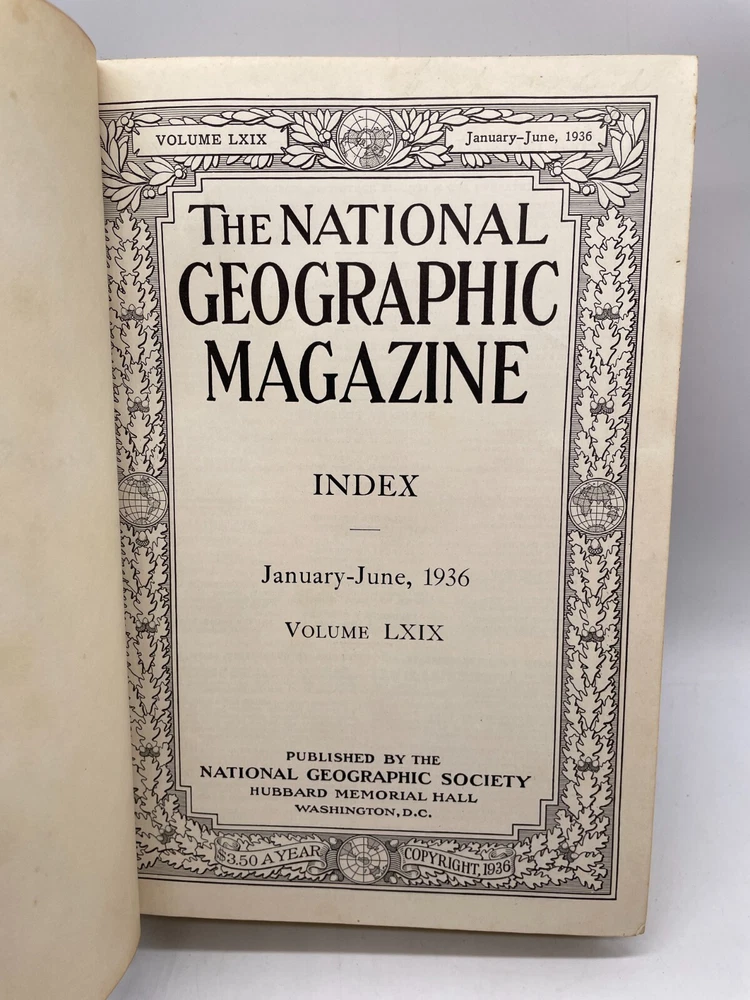 VOLUME LXIX
January–June, 1936
THE NATIONAL
GEOGRAPHIC
MAGAZINE
INDEX
January-June, 1936
VOLUME LXIX
PUBLISHED BY THE
NATIONAL GEOGRAPHIC SOCIETY
HUBBARD MEMORIAL HALL
WASHINGTON, D.C.
$3.50 A YEAR
COPYRIGHT, 1936